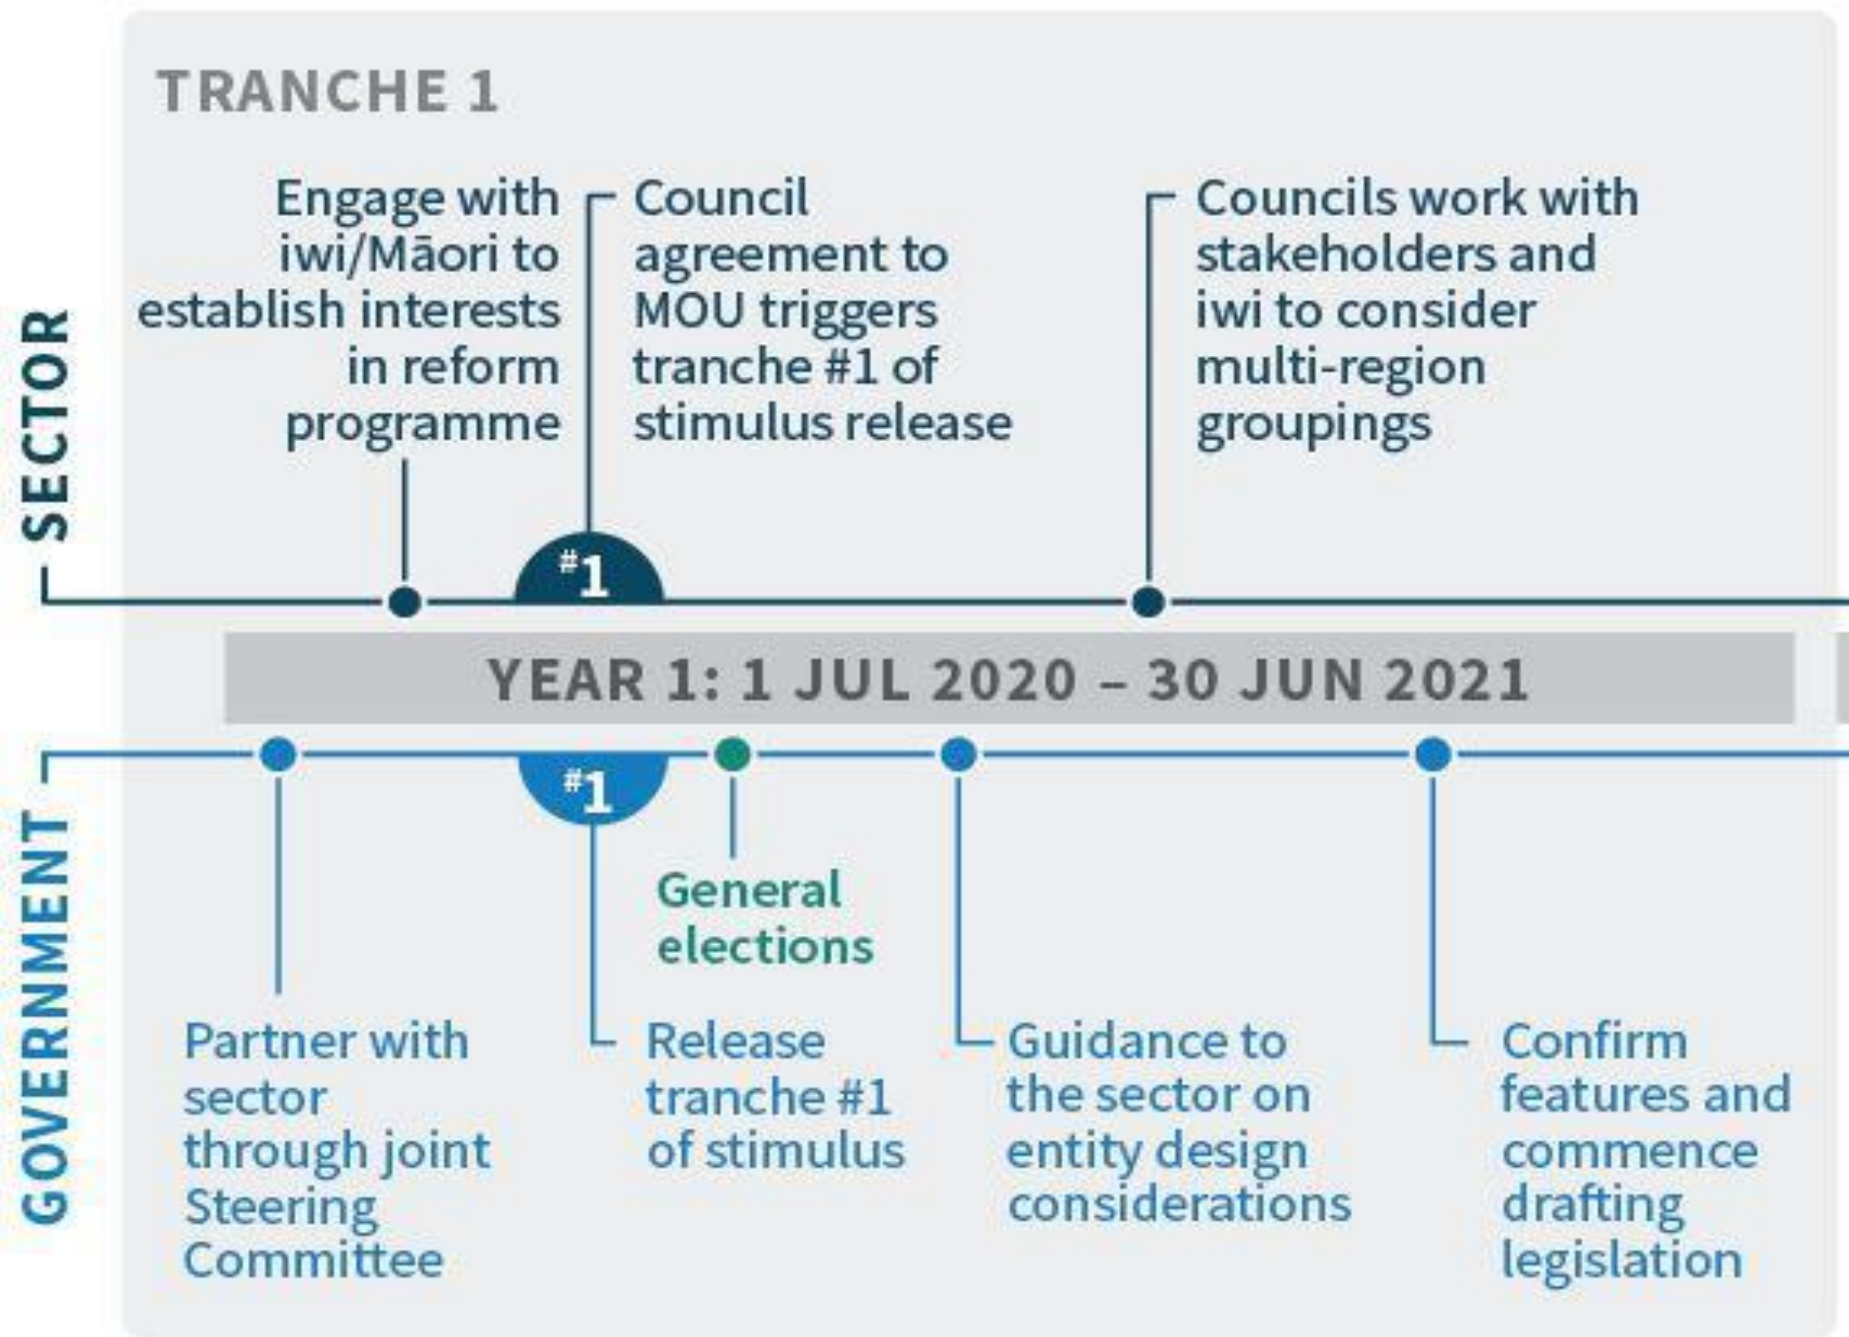 TRANCHE 1
Engage with
iwi/Māori to
establish interests
in reform
programme
Council
agreement to
MOU triggers
tranche #1 of
stimulus release
Councils work with
stakeholders and
iwi to consider
multi-region
groupings
SECTOR
#1
YEAR 1: 1 JUL 2020 – 30 JUN 2021
GOVERNMENT
#1
General
elections
Partner with
sector
through joint
Steering
Committee
Release
tranche #1
of stimulus
Guidance to
the sector on
entity design
considerations
Confirm
features and
commence
drafting
legislation